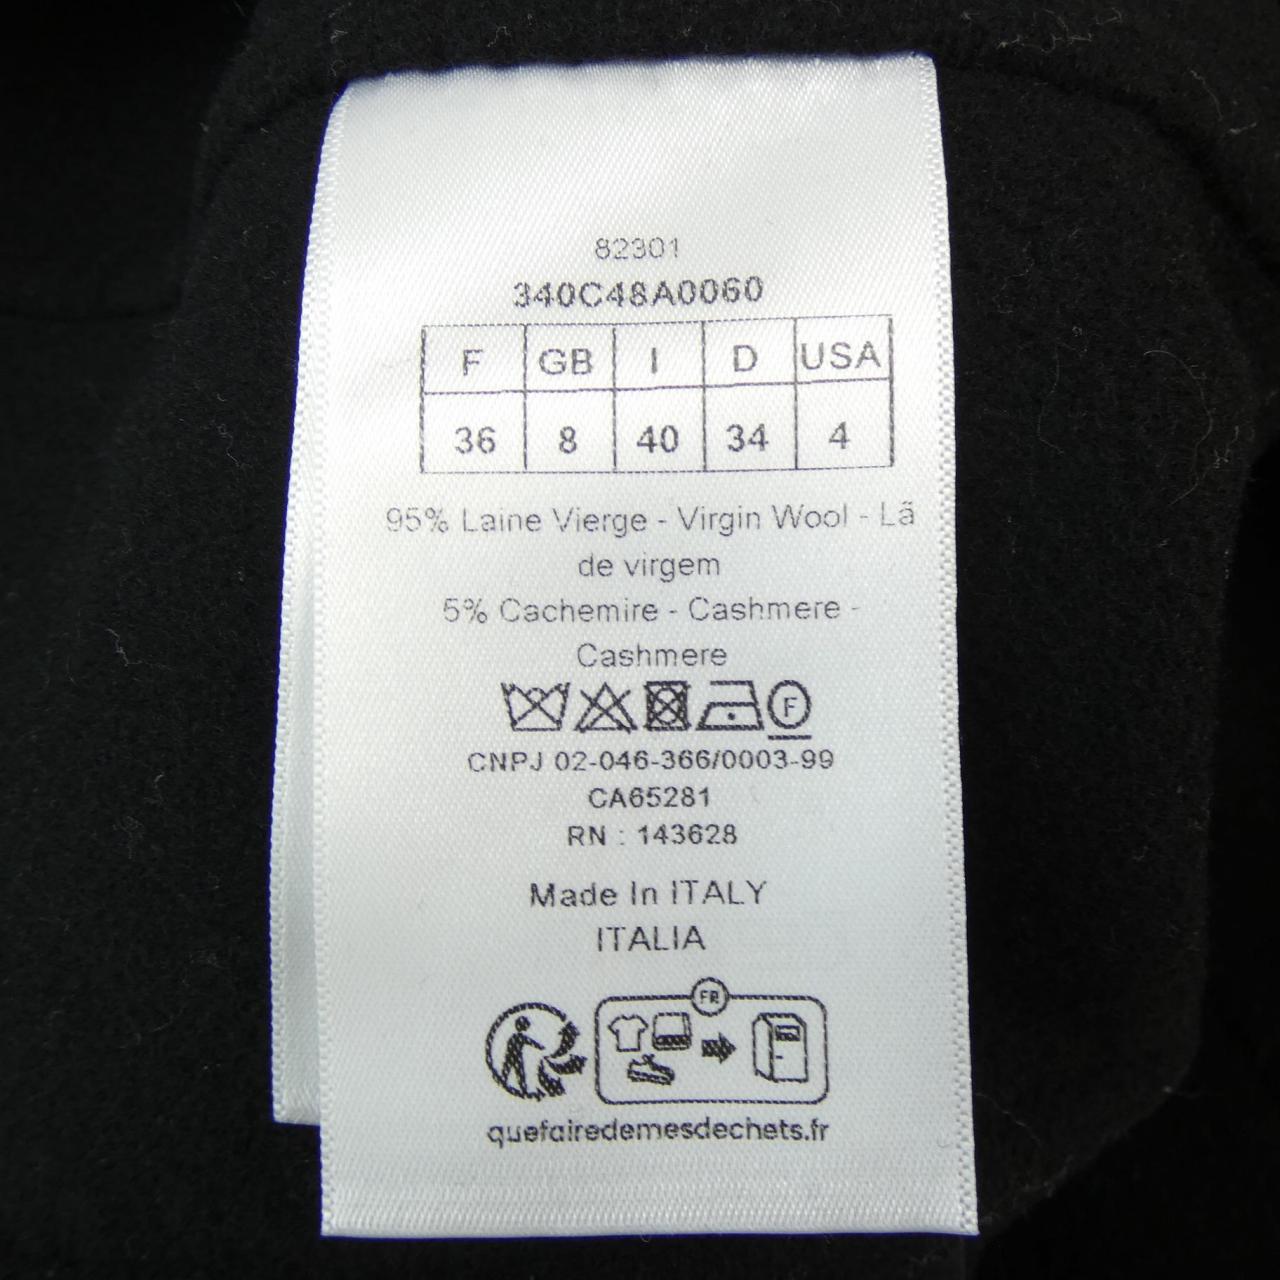 82301
340C48A0060
F GB I D USA
36 8 40 34 4
95% Laine Vierge - Virgin Wool - Lã
de virgem
5% Cachemire - Cashmere -
Cashmere
F
CNPJ 02-046-366/0003-99
CA65281
RN : 143628
Made In ITALY
ITALIA
FR
quefairedemesdechets.fr